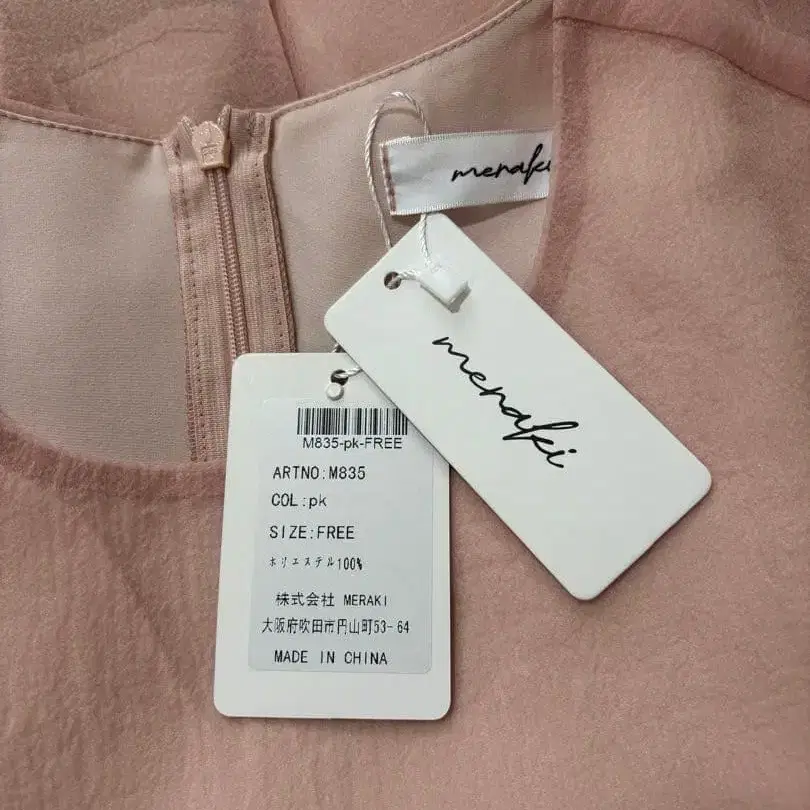 meraki
meraki
M835-pk-FREE
ARTNO:M835
COL:pk
SIZE:FREE
ポリエステル100%
株式会社 MERAKI
大阪府吹田市円山町53-64
MADE IN CHINA